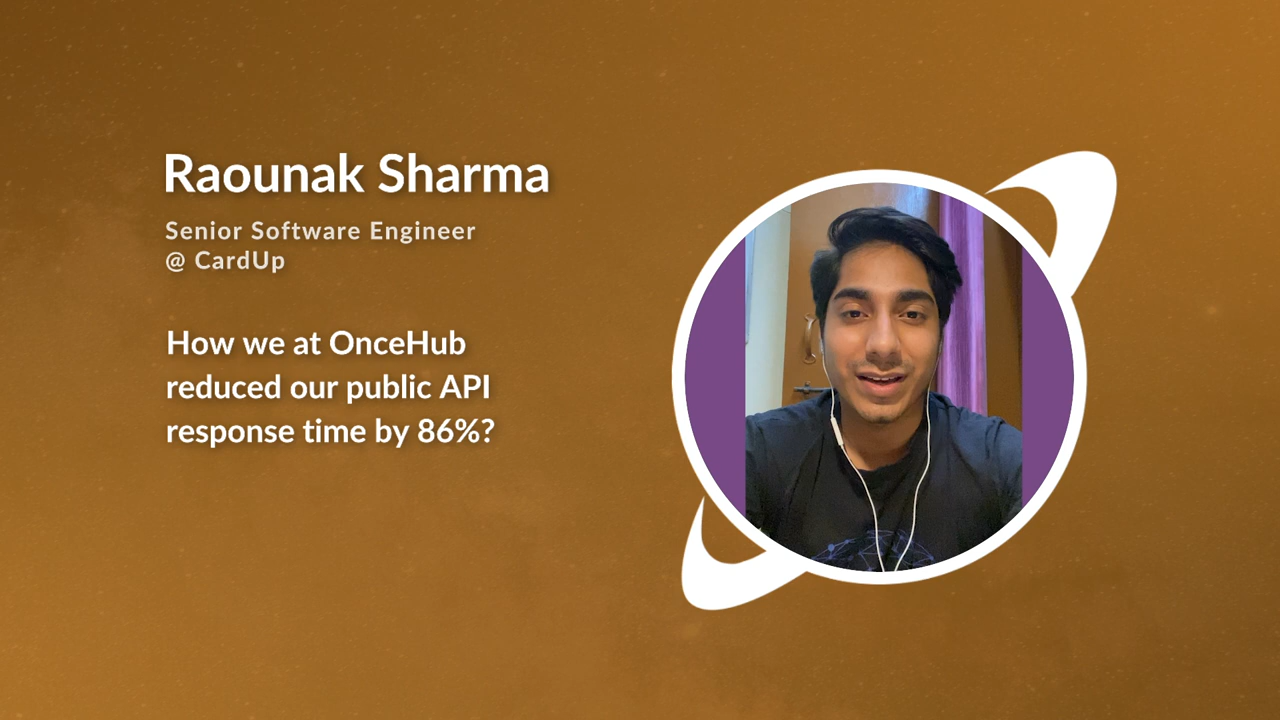 Raounak Sharma
Senior Software Engineer
@ CardUp
How we at OnceHub
reduced our public API
response time by 86%?